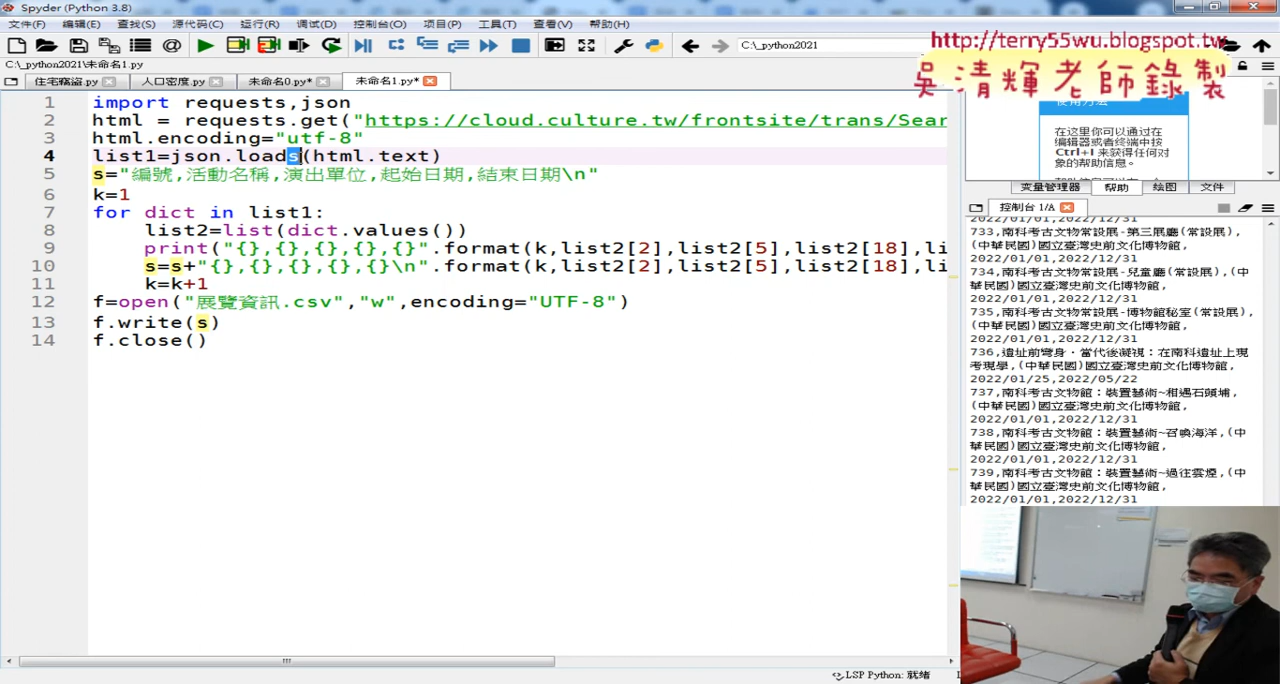 Spyder (Python 3.8)
文件(F) 编辑(E) 查找(S) 源代码(C) 运行(R) 调试(D) 控制台(O) 项目(P) 工具(T) 查看(V) 帮助(H)
C:\_python2021
http://terry55wu.blogspot.tw
吳清輝老師錄製
C:\_python2021\未命名1.py
住宅竊盜.py 人口密度.py 未命名0.py* 未命名1.py*
1 import requests,json
2 html = requests.get("https://cloud.culture.tw/frontsite/trans/Sear
3 html.encoding="utf-8"
4 list1=json.loads(html.text)
5 s="編號,活動名稱,演出單位,起始日期,結束日期\n"
6 k=1
7 for dict in list1:
8 list2=list(dict.values())
9 print("{},{},{},{},{}".format(k,list2[2],list2[5],list2[18],li
10 s=s+"{},{},{},{},{}\n".format(k,list2[2],list2[5],list2[18],li
11 k=k+1
12 f=open("展覽資訊.csv","w",encoding="UTF-8")
13 f.write(s)
14 f.close()
使用方法
在这里你可以通过在
编辑器或者终端中按
Ctrl+I 来获得任何对
象的帮助信息。
变量管理器 帮助 绘图 文件
控制台 1/A
2022/01/01,2022/12/31
733,南科考古文物常設展-第三展廳(常設展),
(中華民國)國立臺灣史前文化博物館,
2022/01/01,2022/12/31
734,南科考古文物常設展-兒童廳(常設展),(中
華民國)國立臺灣史前文化博物館,
2022/01/01,2022/12/31
735,南科考古文物常設展-博物館秘室(常設展),
(中華民國)國立臺灣史前文化博物館,
2022/01/01,2022/12/31
736,遺址前彎身・當代後凝視：在南科遺址上現
考現學,(中華民國)國立臺灣史前文化博物館,
2022/01/25,2022/05/22
737,南科考古文物館：裝置藝術~相遇石頭埔,
(中華民國)國立臺灣史前文化博物館,
2022/01/01,2022/12/31
738,南科考古文物館：裝置藝術~召喚海洋,(中
華民國)國立臺灣史前文化博物館,
2022/01/01,2022/12/31
739,南科考古文物館：裝置藝術~過往雲煙,(中
華民國)國立臺灣史前文化博物館,
2022/01/01,2022/12/31
LSP Python: 就绪